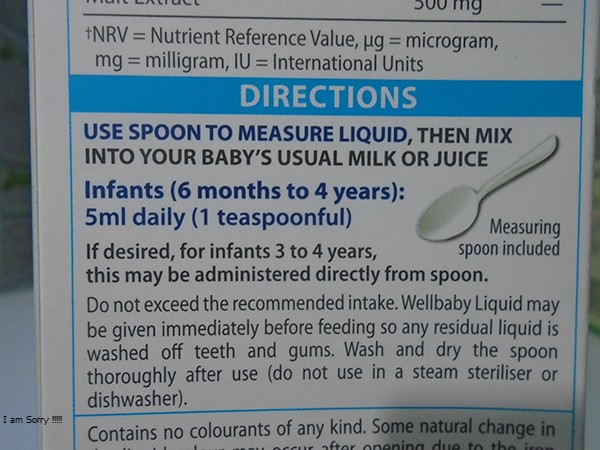 Malt Extract 500 mg —
†NRV = Nutrient Reference Value, µg = microgram,
mg = milligram, IU = International Units
DIRECTIONS
USE SPOON TO MEASURE LIQUID, THEN MIX
INTO YOUR BABY'S USUAL MILK OR JUICE
Infants (6 months to 4 years):
5ml daily (1 teaspoonful)
Measuring
spoon included
If desired, for infants 3 to 4 years,
this may be administered directly from spoon.
Do not exceed the recommended intake. Wellbaby Liquid may
be given immediately before feeding so any residual liquid is
washed off teeth and gums. Wash and dry the spoon
thoroughly after use (do not use in a steam steriliser or
dishwasher).
I am Sorry !!!!!
Contains no colourants of any kind. Some natural change in
may occur after opening due to the iron